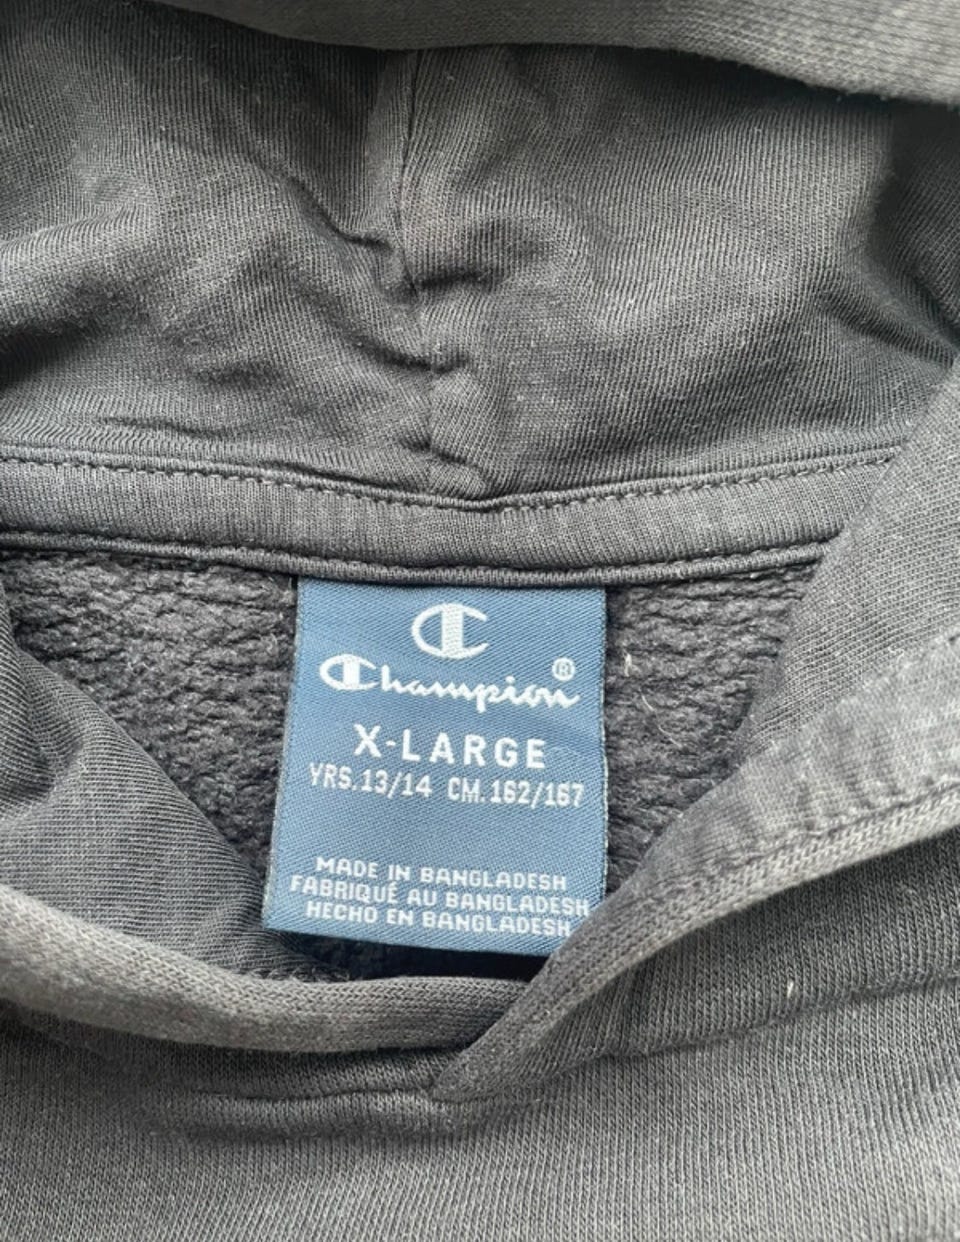 Champion®
X-LARGE
YRS.13/14 CM.162/167
MADE IN BANGLADESH
FABRIQUÉ AU BANGLADESH
HECHO EN BANGLADESH